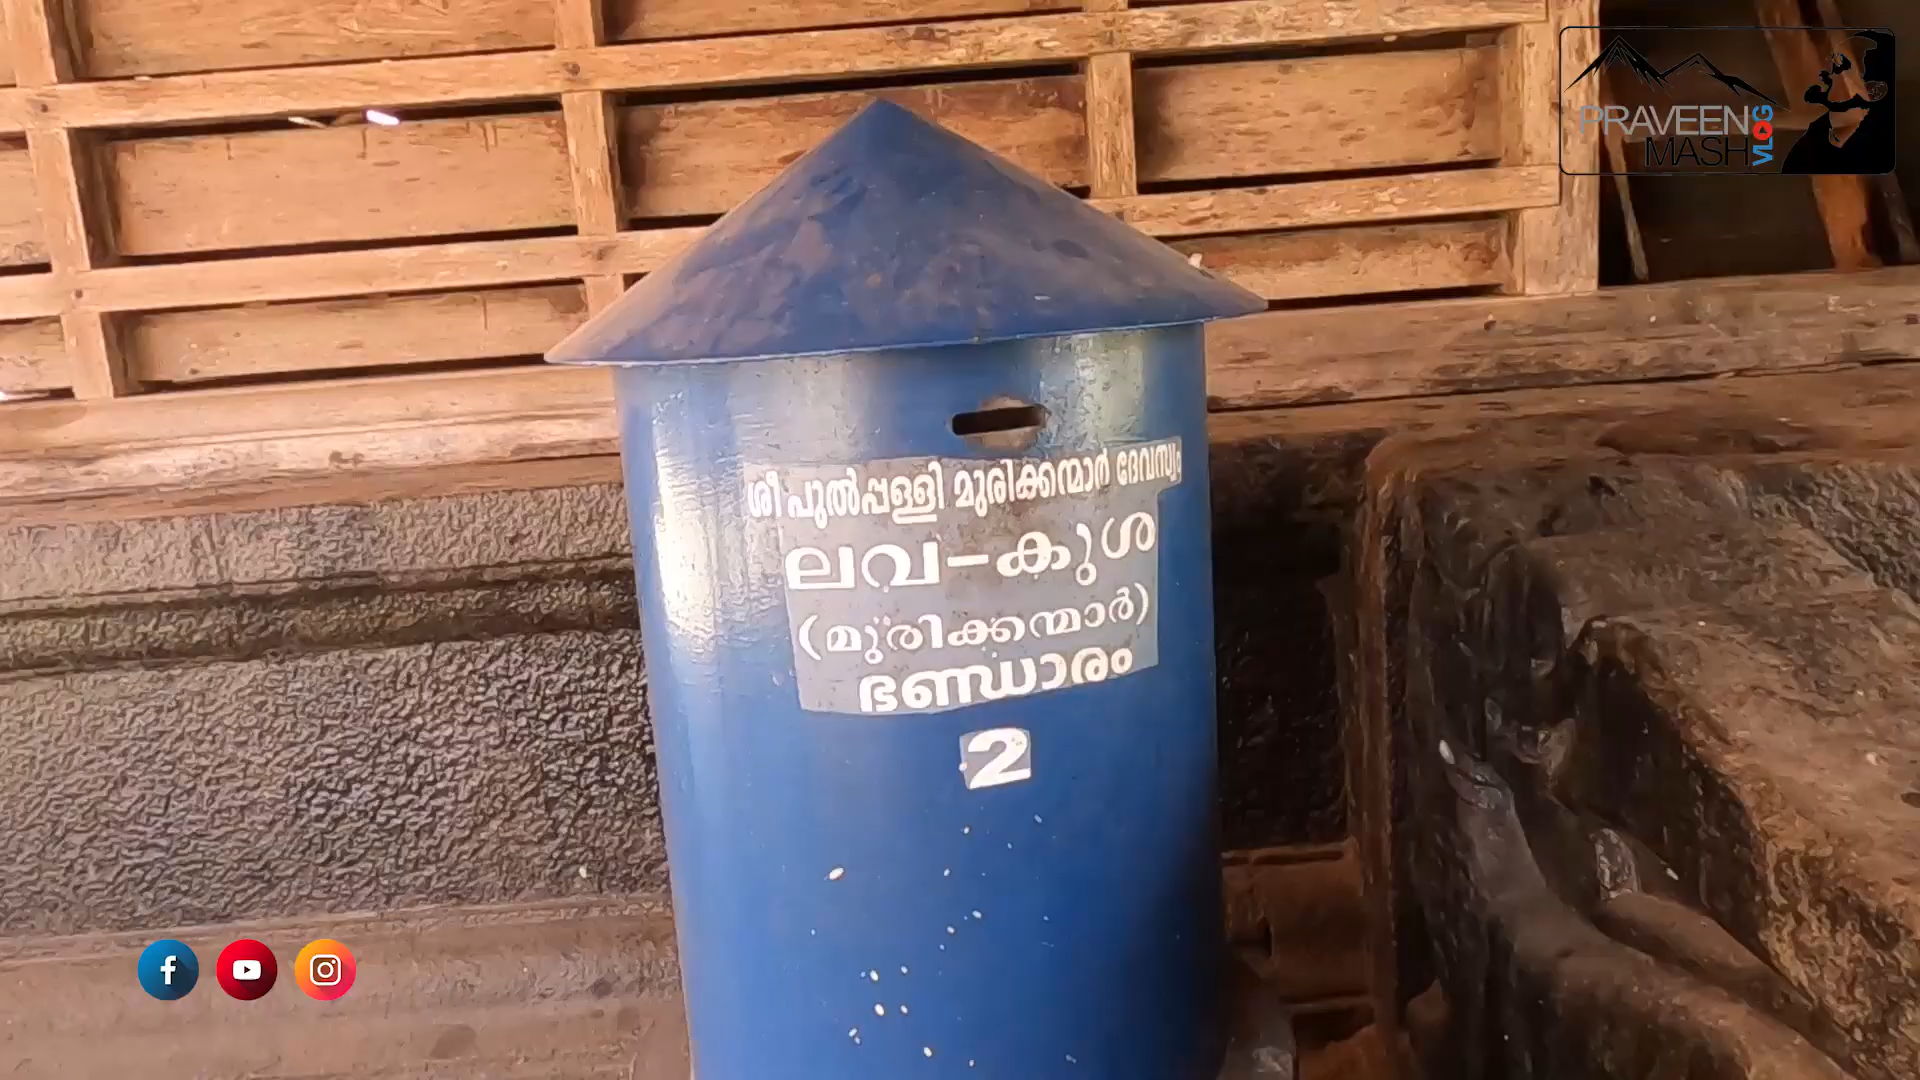 PRAVEEN
MASH
VLOG
ശ്രീ പുൽപ്പള്ളി മുരിക്കന്മാർ ദേവസ്വം
ലവ-കുശ
(മുരിക്കന്മാർ)
ഭണ്ഡാരം
2